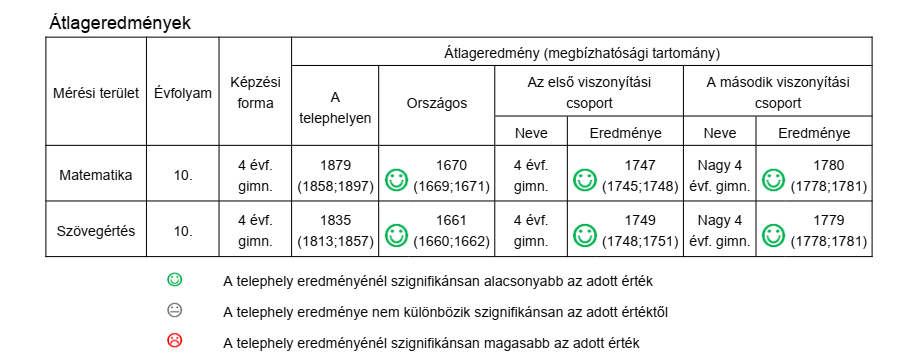 Átlageredmények
Átlageredmény (megbízhatósági tartomány)
Mérési terület Évfolyam Képzési forma A telephelyen Országos Az első viszonyítási csoport A második viszonyítási csoport
Neve Eredménye Neve Eredménye
Matematika 10. 4 évf. gimn. 1879 (1858;1897) 1670 (1669;1671) 4 évf. gimn. 1747 (1745;1748) Nagy 4 évf. gimn. 1780 (1778;1781)
Szövegértés 10. 4 évf. gimn. 1835 (1813;1857) 1661 (1660;1662) 4 évf. gimn. 1749 (1748;1751) Nagy 4 évf. gimn. 1779 (1778;1781)
A telephely eredményénél szignifikánsan alacsonyabb az adott érték
A telephely eredménye nem különbözik szignifikánsan az adott értéktől
A telephely eredményénél szignifikánsan magasabb az adott érték